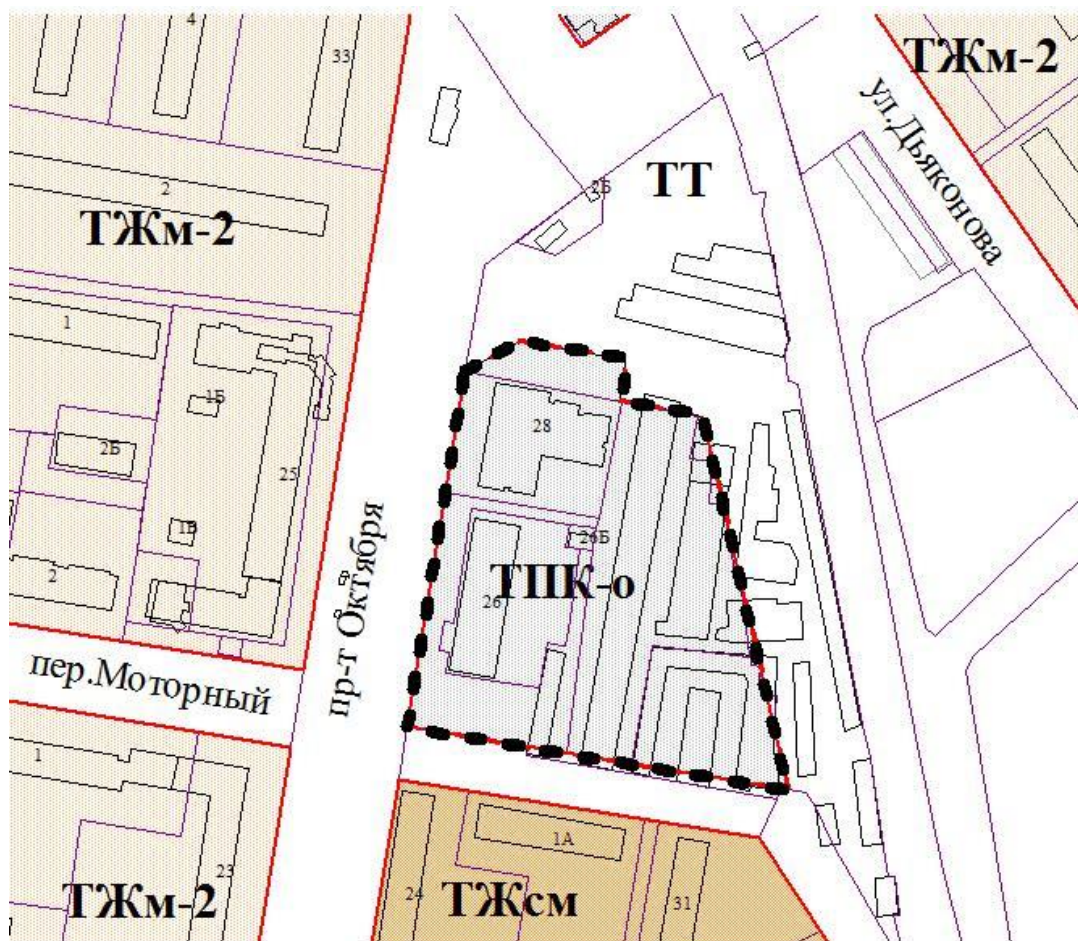 4
33
ТЖм-2
ул.Дьяконова
2
2Б
ТТ
ТЖм-2
1
1Б
28
2Б
25
1В
26Б
ТПК-о
26
2
пр-т Октября
пер.Моторный
1
1А
23
24
31
ТЖм-2
ТЖсм